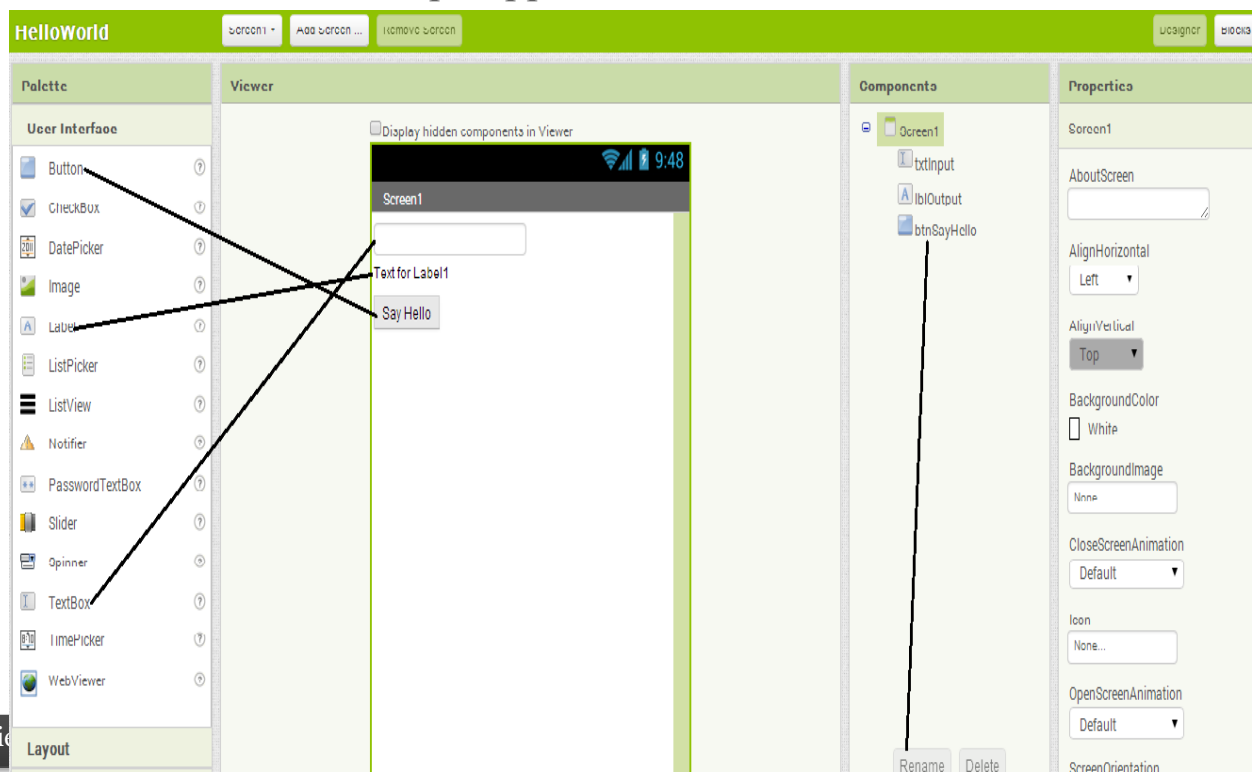 HelloWorld
Screen1
Add Screen ...
Remove Screen
Designer
Blocks
Palette
User Interface
Button
CheckBox
DatePicker
Image
Label
ListPicker
ListView
Notifier
PasswordTextBox
Slider
Spinner
TextBox
TimePicker
WebViewer
Layout
Viewer
Display hidden components in Viewer
9:48
Screen1
Text for Label1
Say Hello
Components
Screen1
txtInput
lblOutput
btnSayHello
Rename
Delete
Properties
Screen1
AboutScreen
AlignHorizontal
Left
AlignVertical
Top
BackgroundColor
White
BackgroundImage
None
CloseScreenAnimation
Default
Icon
None...
OpenScreenAnimation
Default
ScreenOrientation